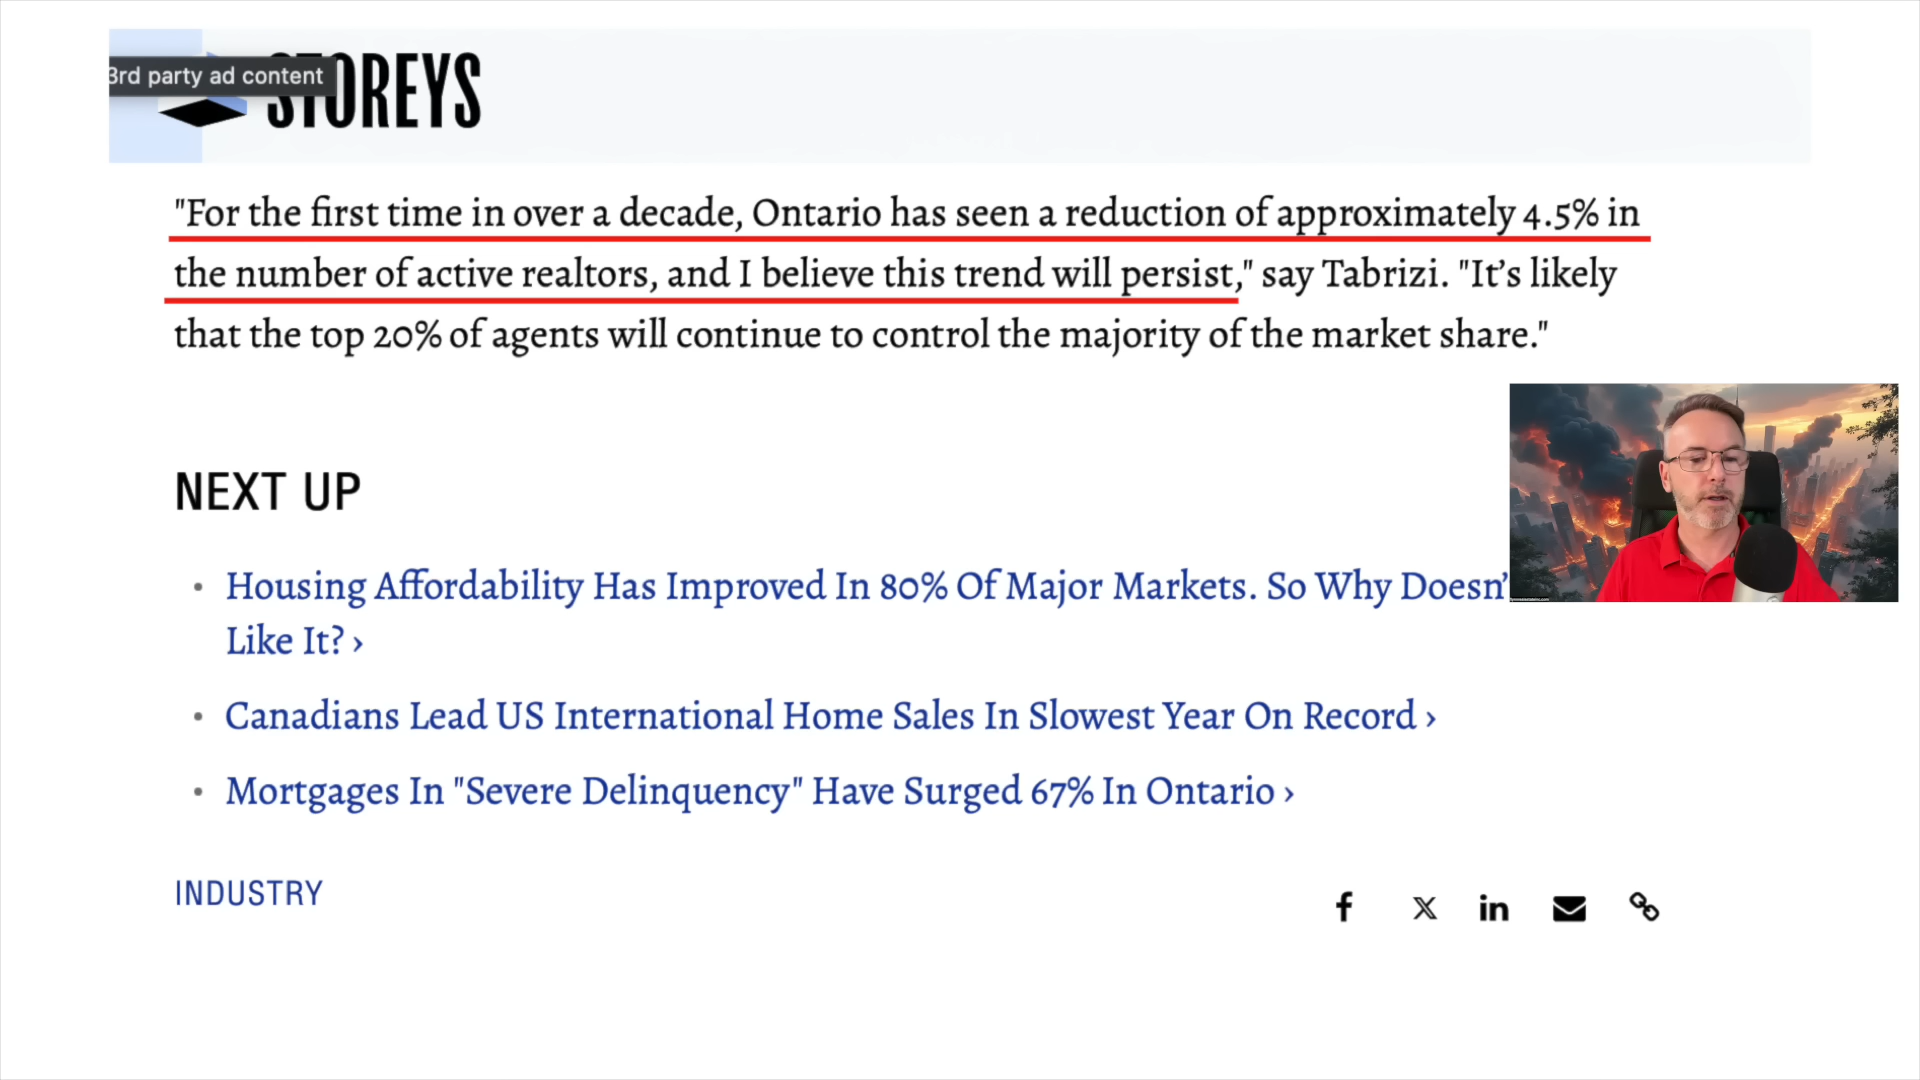 3rd party ad content
STOREYS
"For the first time in over a decade, Ontario has seen a reduction of approximately 4.5% in
the number of active realtors, and I believe this trend will persist," say Tabrizi. "It's likely
that the top 20% of agents will continue to control the majority of the market share."
NEXT UP
• Housing Affordability Has Improved In 80% Of Major Markets. So Why Doesn'
Like It? ›
• Canadians Lead US International Home Sales In Slowest Year On Record ›
• Mortgages In "Severe Delinquency" Have Surged 67% In Ontario ›
INDUSTRY